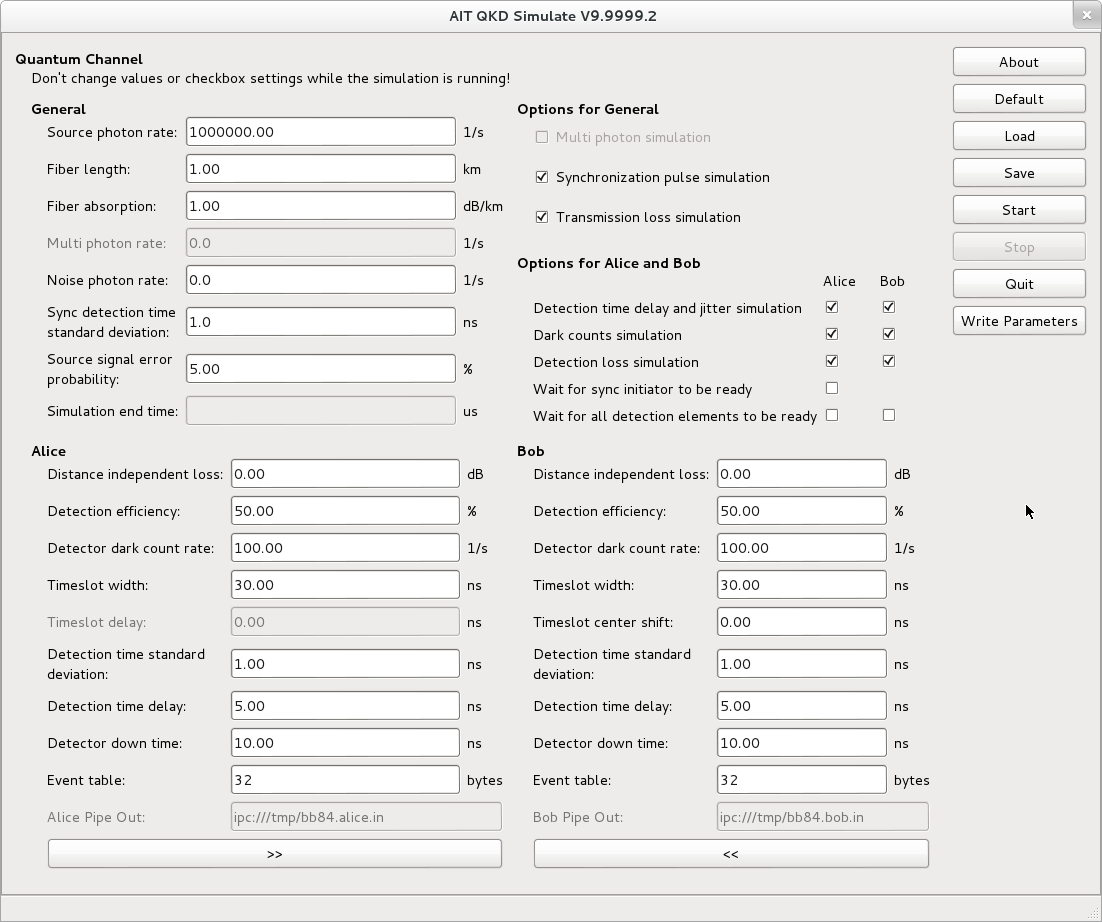 AIT QKD Simulate V9.9999.2
Quantum Channel
Don't change values or checkbox settings while the simulation is running!
General
Source photon rate: 1000000.00 1/s
Fiber length: 1.00 km
Fiber absorption: 1.00 dB/km
Multi photon rate: 0.0 1/s
Noise photon rate: 0.0 1/s
Sync detection time
standard deviation: 1.0 ns
Source signal error
probability: 5.00 %
Simulation end time: us
Options for General
Multi photon simulation
Synchronization pulse simulation
Transmission loss simulation
Options for Alice and Bob
Alice Bob
Detection time delay and jitter simulation
Dark counts simulation
Detection loss simulation
Wait for sync initiator to be ready
Wait for all detection elements to be ready
About
Default
Load
Save
Start
Stop
Quit
Write Parameters
Alice
Distance independent loss: 0.00 dB
Detection efficiency: 50.00 %
Detector dark count rate: 100.00 1/s
Timeslot width: 30.00 ns
Timeslot delay: 0.00 ns
Detection time standard
deviation: 1.00 ns
Detection time delay: 5.00 ns
Detector down time: 10.00 ns
Event table: 32 bytes
Alice Pipe Out: ipc:///tmp/bb84.alice.in
>>
Bob
Distance independent loss: 0.00 dB
Detection efficiency: 50.00 %
Detector dark count rate: 100.00 1/s
Timeslot width: 30.00 ns
Timeslot center shift: 0.00 ns
Detection time standard
deviation: 1.00 ns
Detection time delay: 5.00 ns
Detector down time: 10.00 ns
Event table: 32 bytes
Bob Pipe Out: ipc:///tmp/bb84.bob.in
<<